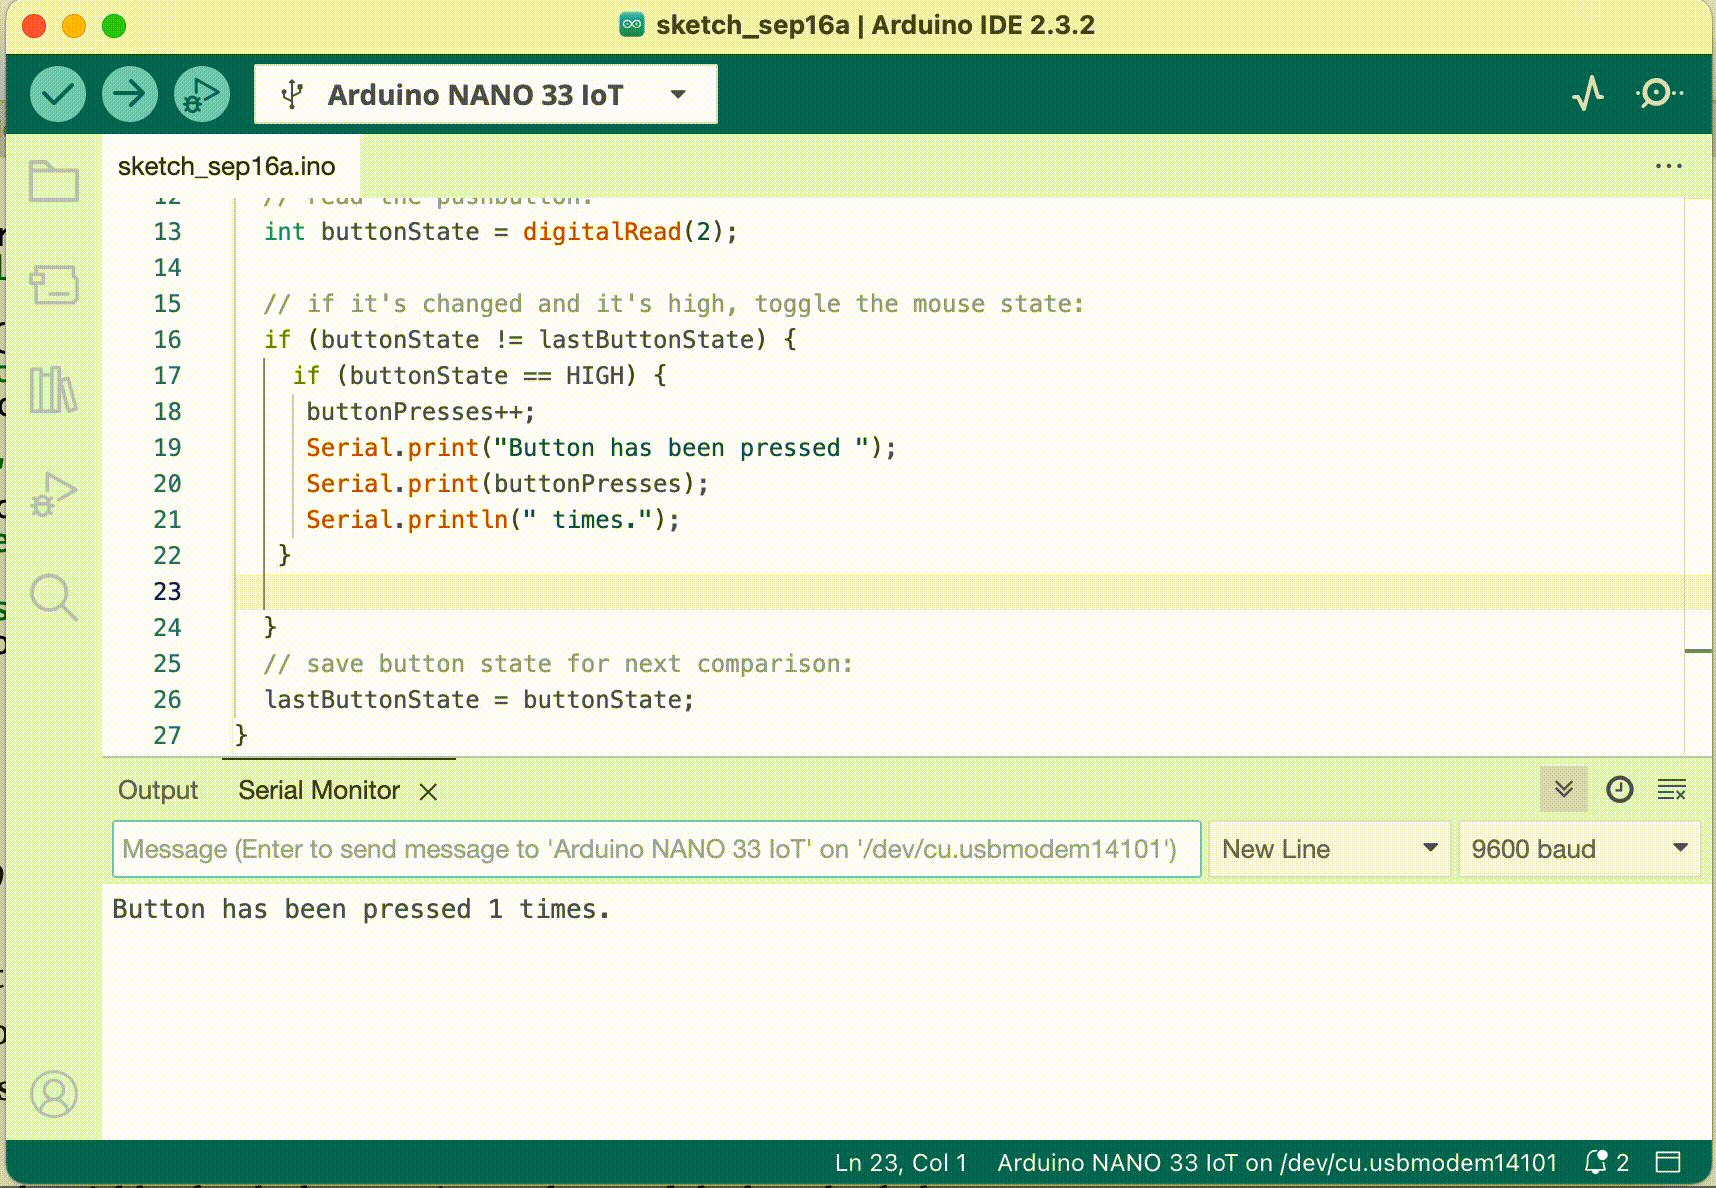 sketch_sep16a | Arduino IDE 2.3.2
Arduino NANO 33 IoT
sketch_sep16a.ino
12 // read the pushbutton:
13 int buttonState = digitalRead(2);
14
15 // if it's changed and it's high, toggle the mouse state:
16 if (buttonState != lastButtonState) {
17 if (buttonState == HIGH) {
18 buttonPresses++;
19 Serial.print("Button has been pressed ");
20 Serial.print(buttonPresses);
21 Serial.println(" times.");
22 }
23
24 }
25 // save button state for next comparison:
26 lastButtonState = buttonState;
27 }
Output Serial Monitor
Message (Enter to send message to 'Arduino NANO 33 IoT' on '/dev/cu.usbmodem14101') New Line 9600 baud
Button has been pressed 1 times.
Ln 23, Col 1 Arduino NANO 33 IoT on /dev/cu.usbmodem14101 2